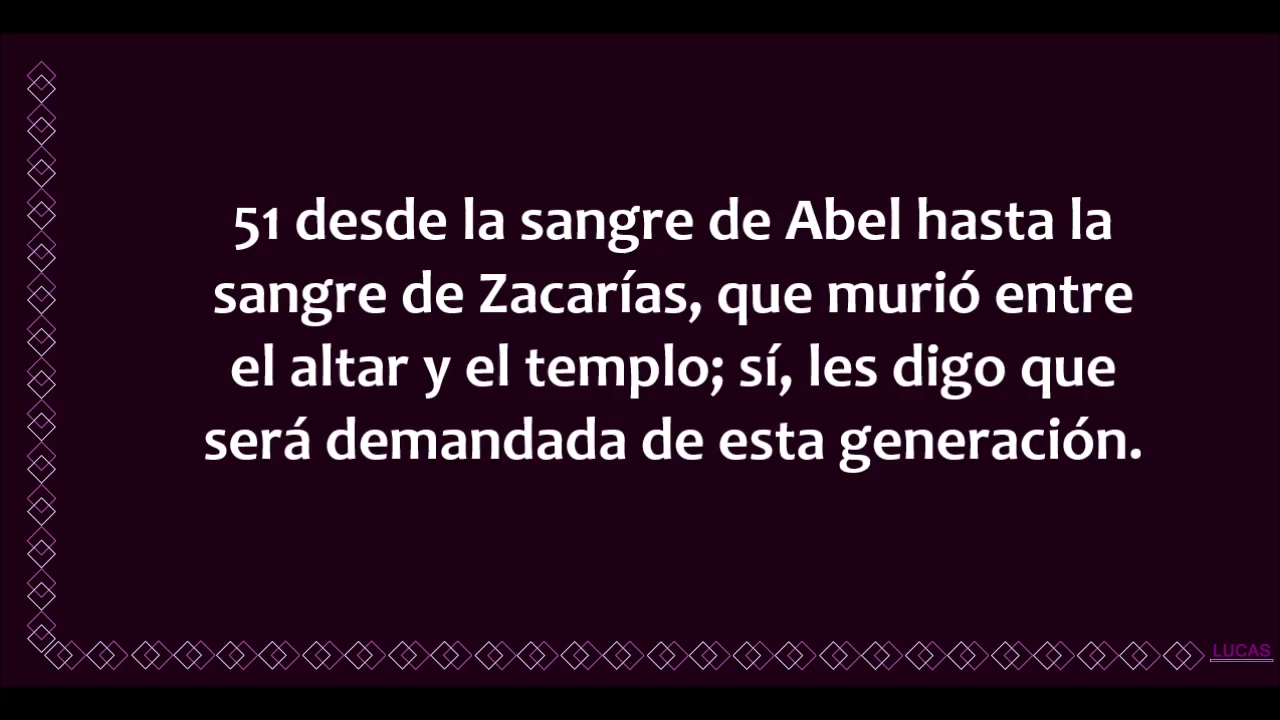 51 desde la sangre de Abel hasta la
sangre de Zacarías, que murió entre
el altar y el templo; sí, les digo que
será demandada de esta generación.
LUCAS